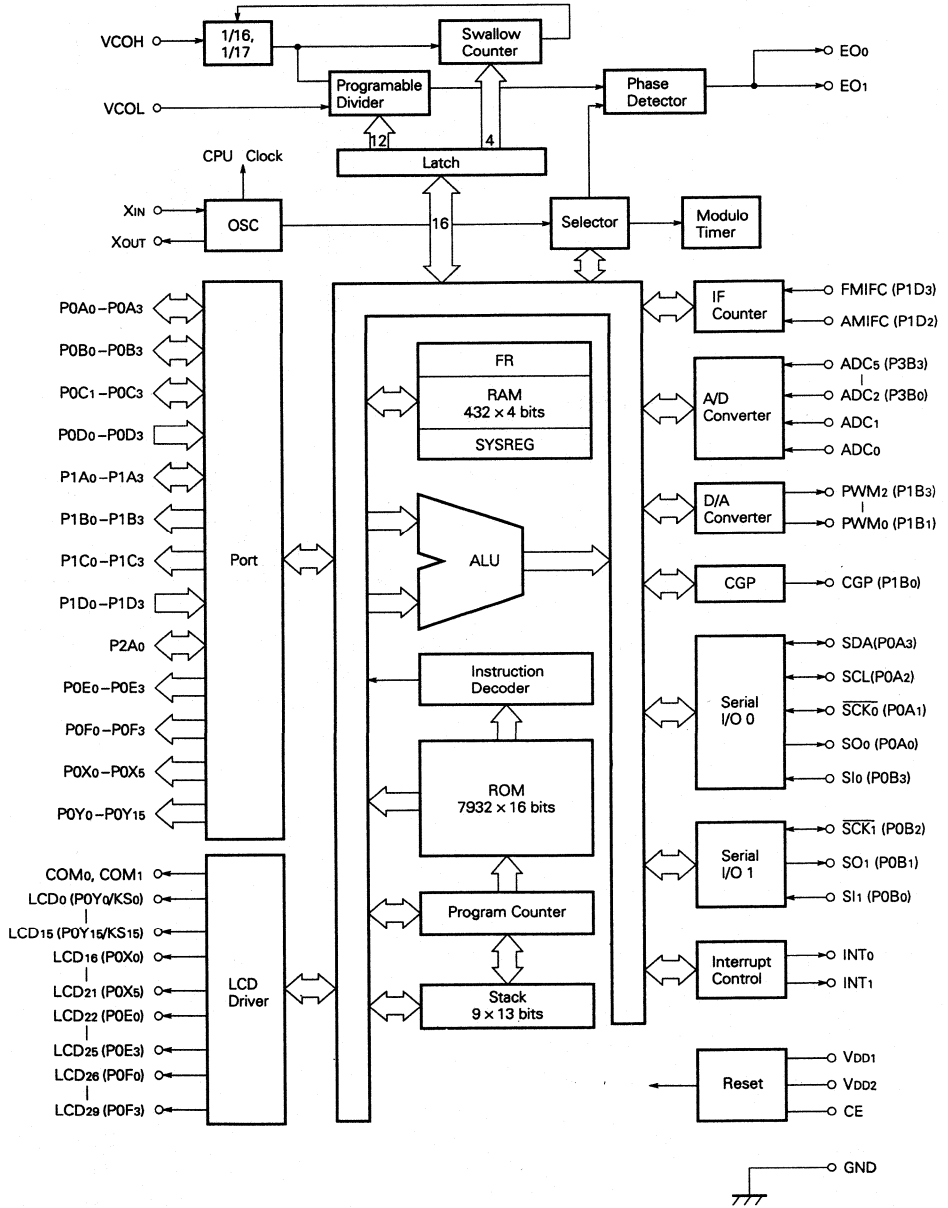 VCOH
1/16,
1/17
Swallow
Counter
EO0
VCOL
Programable
Divider
Phase
Detector
EO1
12
4
Latch
CPU Clock
XIN
XOUT
OSC
16
Selector
Modulo
Timer
P0A0–P0A3
P0B0–P0B3
P0C1–P0C3
P0D0–P0D3
P1A0–P1A3
P1B0–P1B3
P1C0–P1C3
P1D0–P1D3
P2A0
P0E0–P0E3
P0F0–P0F3
P0X0–P0X5
P0Y0–P0Y15
Port
COM0, COM1
LCD0 (P0Y0/KS0)
LCD15 (P0Y15/KS15)
LCD16 (P0X0)
LCD21 (P0X5)
LCD22 (P0E0)
LCD25 (P0E3)
LCD26 (P0F0)
LCD29 (P0F3)
LCD
Driver
FR
RAM
432 × 4 bits
SYSREG
ALU
Instruction
Decoder
ROM
7932 × 16 bits
Program Counter
Stack
9 × 13 bits
IF
Counter
FMIFC (P1D3)
AMIFC (P1D2)
A/D
Converter
ADC5 (P3B3)
ADC2 (P3B0)
ADC1
ADC0
D/A
Converter
PWM2 (P1B3)
PWM0 (P1B1)
CGP
CGP (P1B0)
Serial
I/O 0
SDA(P0A3)
SCL(P0A2)
SCK0 (P0A1)
SO0 (P0A0)
SI0 (P0B3)
Serial
I/O 1
SCK1 (P0B2)
SO1 (P0B1)
SI1 (P0B0)
Interrupt
Control
INT0
INT1
Reset
VDD1
VDD2
CE
GND